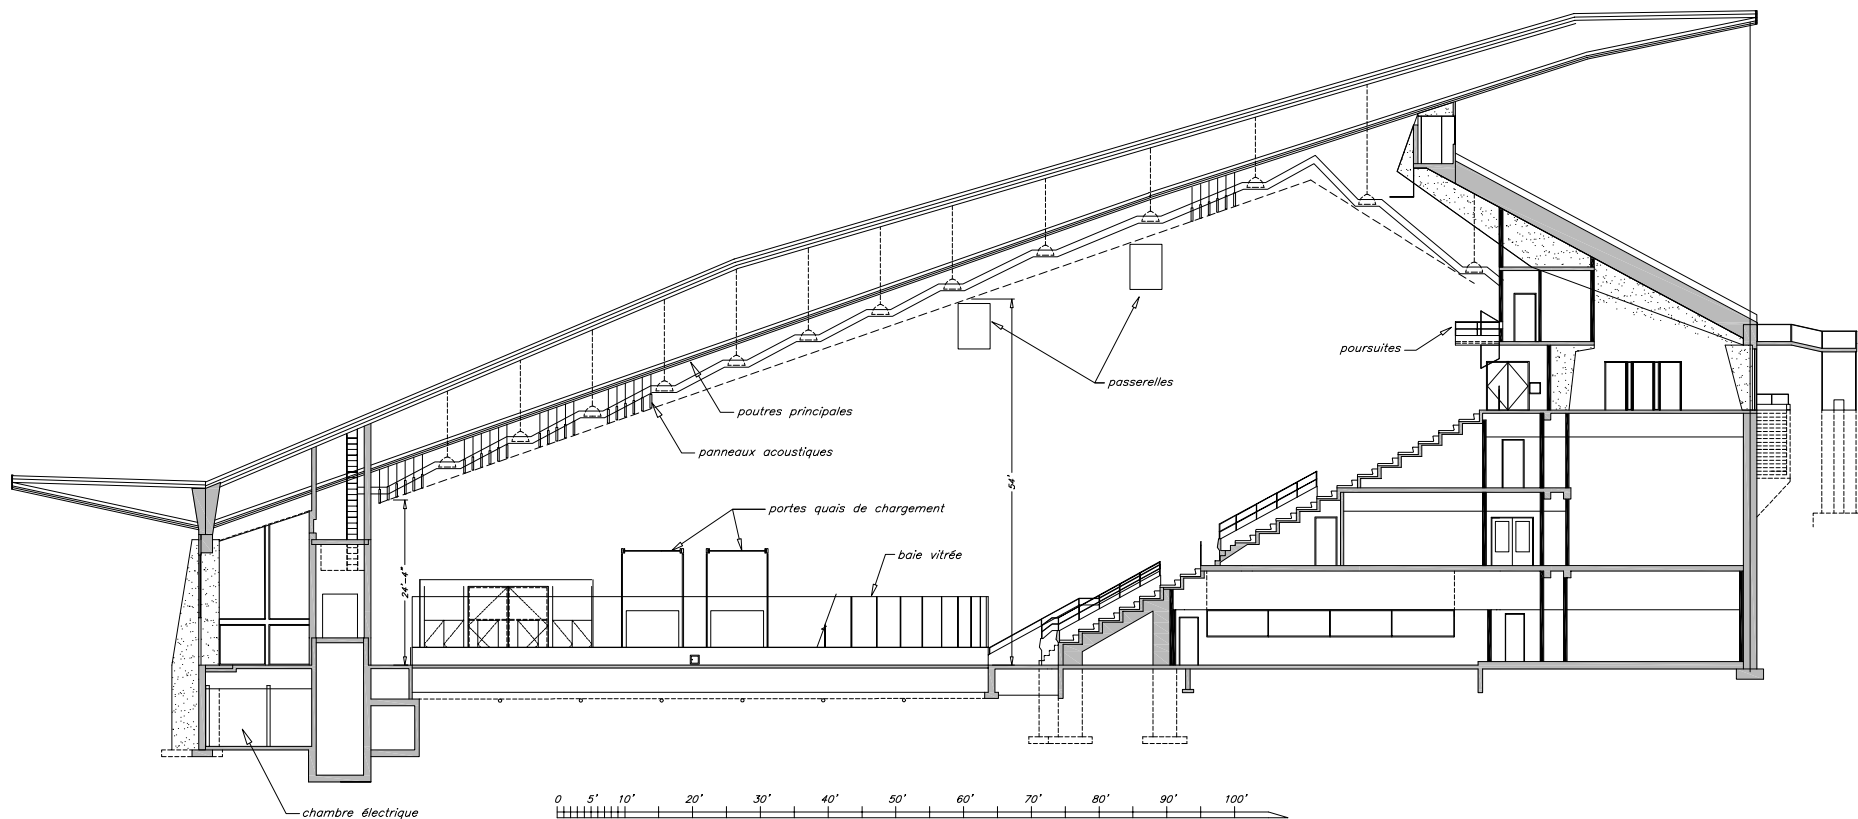 poursuites
passerelles
poutres principales
panneaux acoustiques
54'
portes quais de chargement
baie vitrée
24'-4"
chambre électrique
0 5' 10' 20' 30' 40' 50' 60' 70' 80' 90' 100'